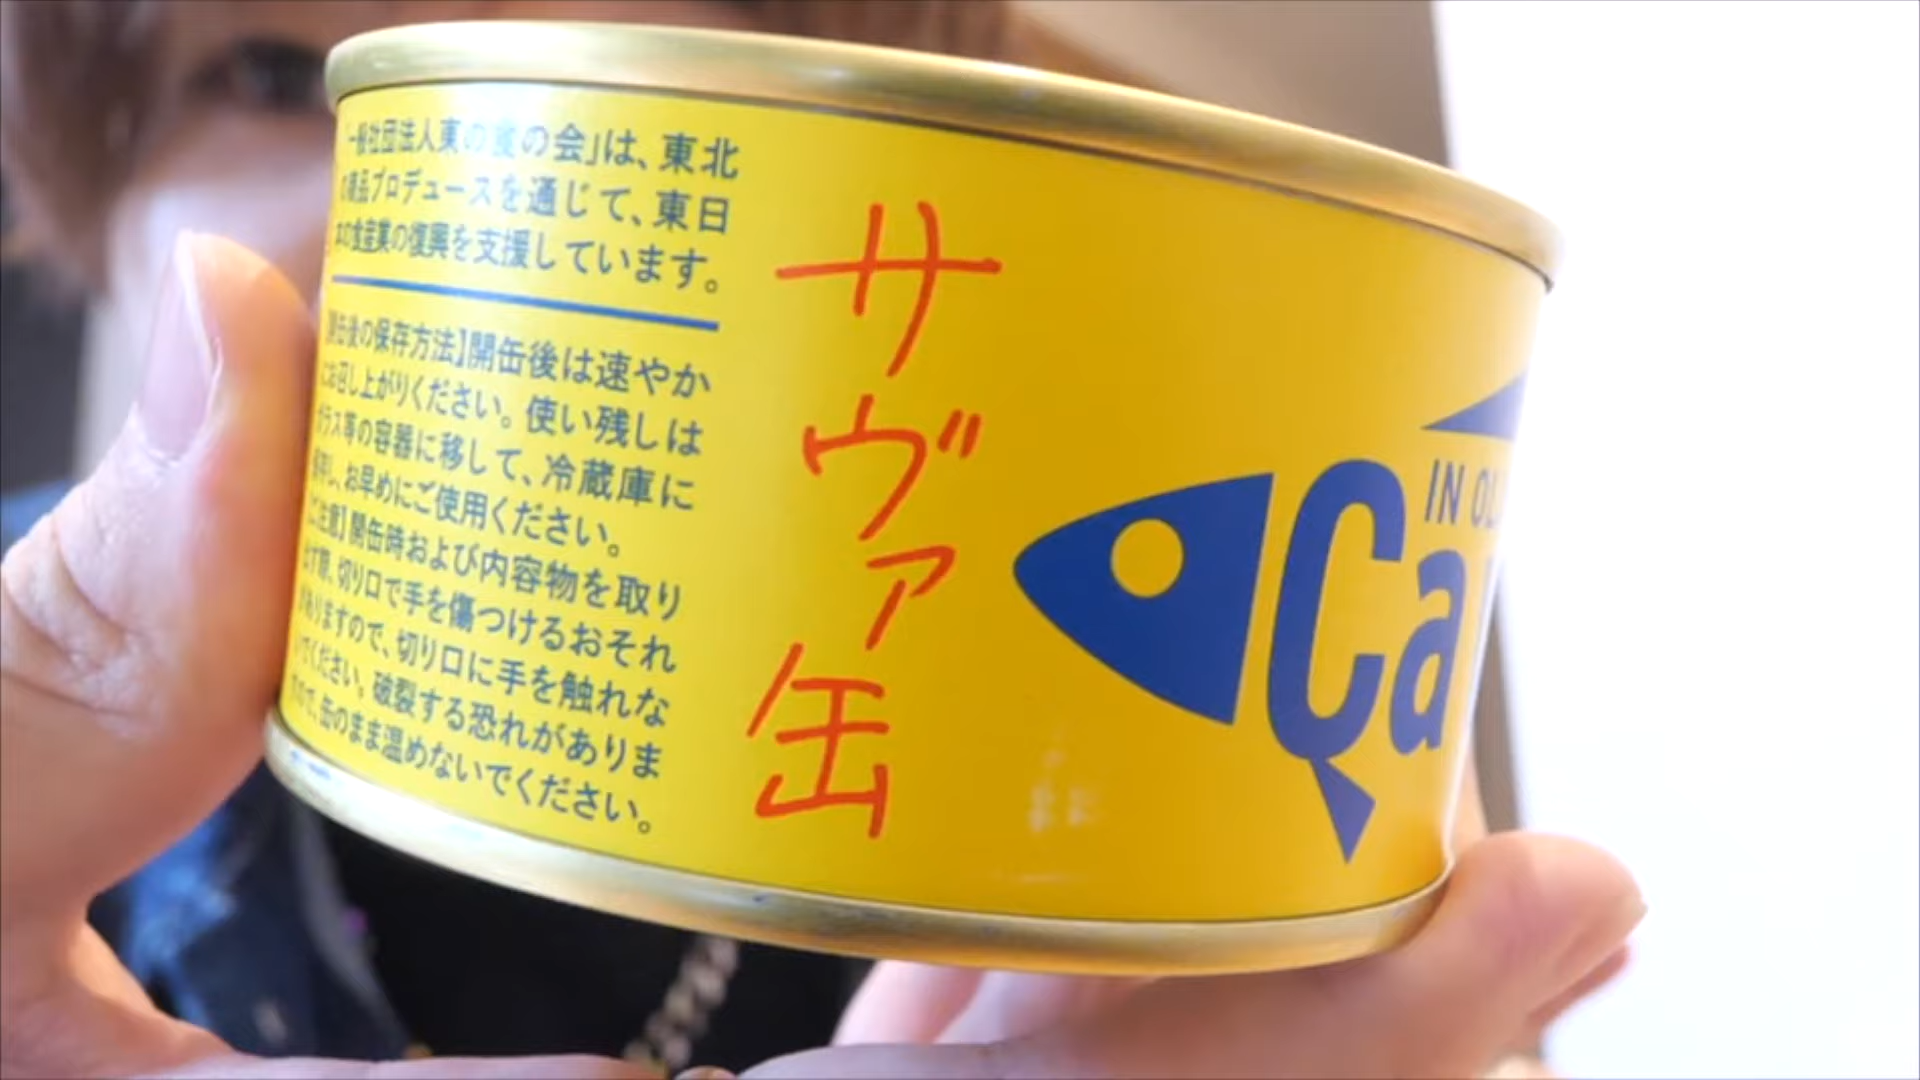 「一般社団法人東の食の会」は、東北
の商品プロデュースを通じて、東日
本の食産業の復興を支援しています。
【開缶後の保存方法】開缶後は速やか
にお召し上がりください。使い残しは
ガラス等の容器に移して、冷蔵庫に
保存し、お早めにご使用ください。
【ご注意】開缶時および内容物を取り
出す際、切り口で手を傷つけるおそれ
がありますので、切り口に手を触れな
いでください。破裂する恐れがありま
すので、缶のまま温めないでください。
サヴァ缶
IN OL
Ca